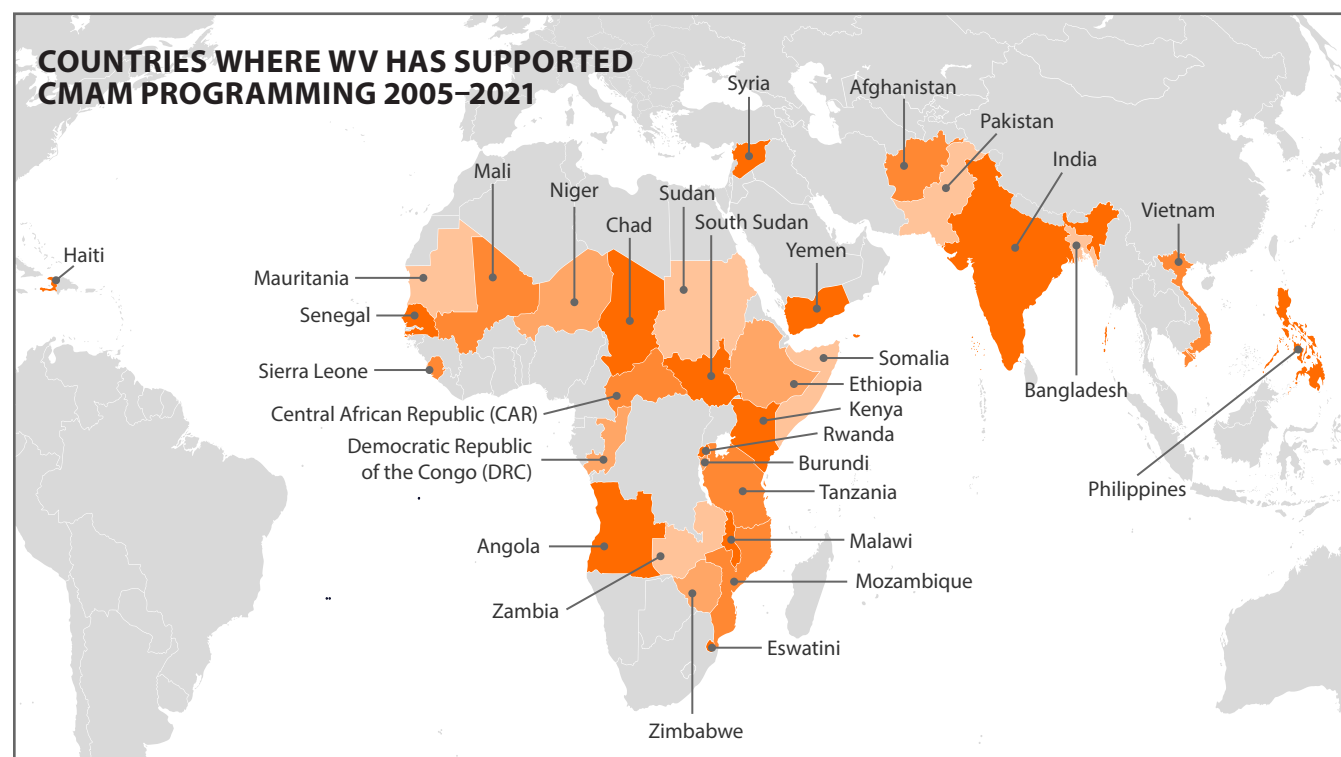 COUNTRIES WHERE WV HAS SUPPORTED
CMAM PROGRAMMING 2005–2021
Syria
Afghanistan
Pakistan
India
Vietnam
Mali
Niger
Sudan
Chad
South Sudan
Yemen
Haiti
Mauritania
Senegal
Sierra Leone
Central African Republic (CAR)
Democratic Republic
of the Congo (DRC)
Somalia
Ethiopia
Kenya
Rwanda
Burundi
Tanzania
Bangladesh
Philippines
Angola
Malawi
Mozambique
Zambia
Eswatini
Zimbabwe